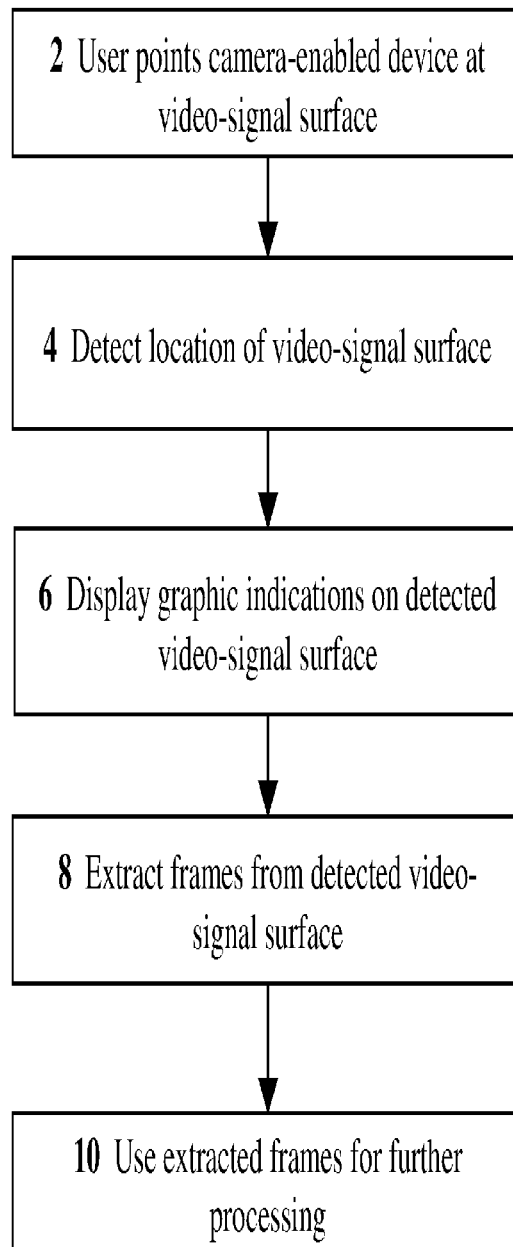 2 User points camera-enabled device at
video-signal surface
4 Detect location of video-signal surface
6 Display graphic indications on detected
video-signal surface
8 Extract frames from detected video-
signal surface
10 Use extracted frames for further
processing